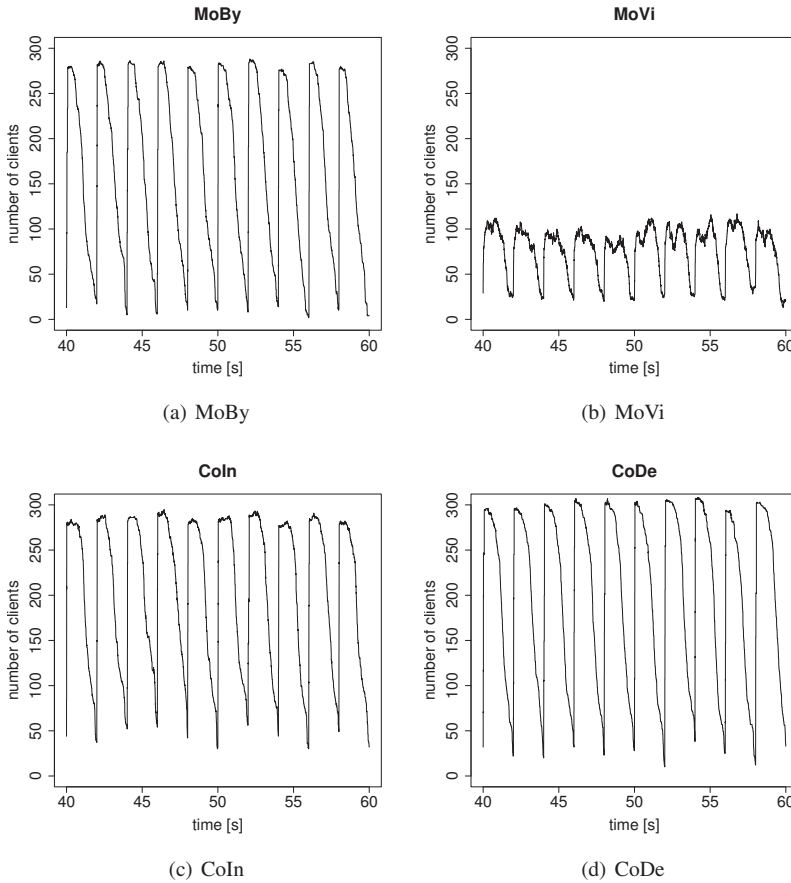 MoBy
number of clients
0 50 100 150 200 250 300
40 45 50 55 60
time [s]
(a) MoBy
MoVi
number of clients
0 50 100 150 200 250 300
40 45 50 55 60
time [s]
(b) MoVi
CoIn
number of clients
0 50 100 150 200 250 300
40 45 50 55 60
time [s]
(c) CoIn
CoDe
number of clients
0 50 100 150 200 250 300
40 45 50 55 60
time [s]
(d) CoDe